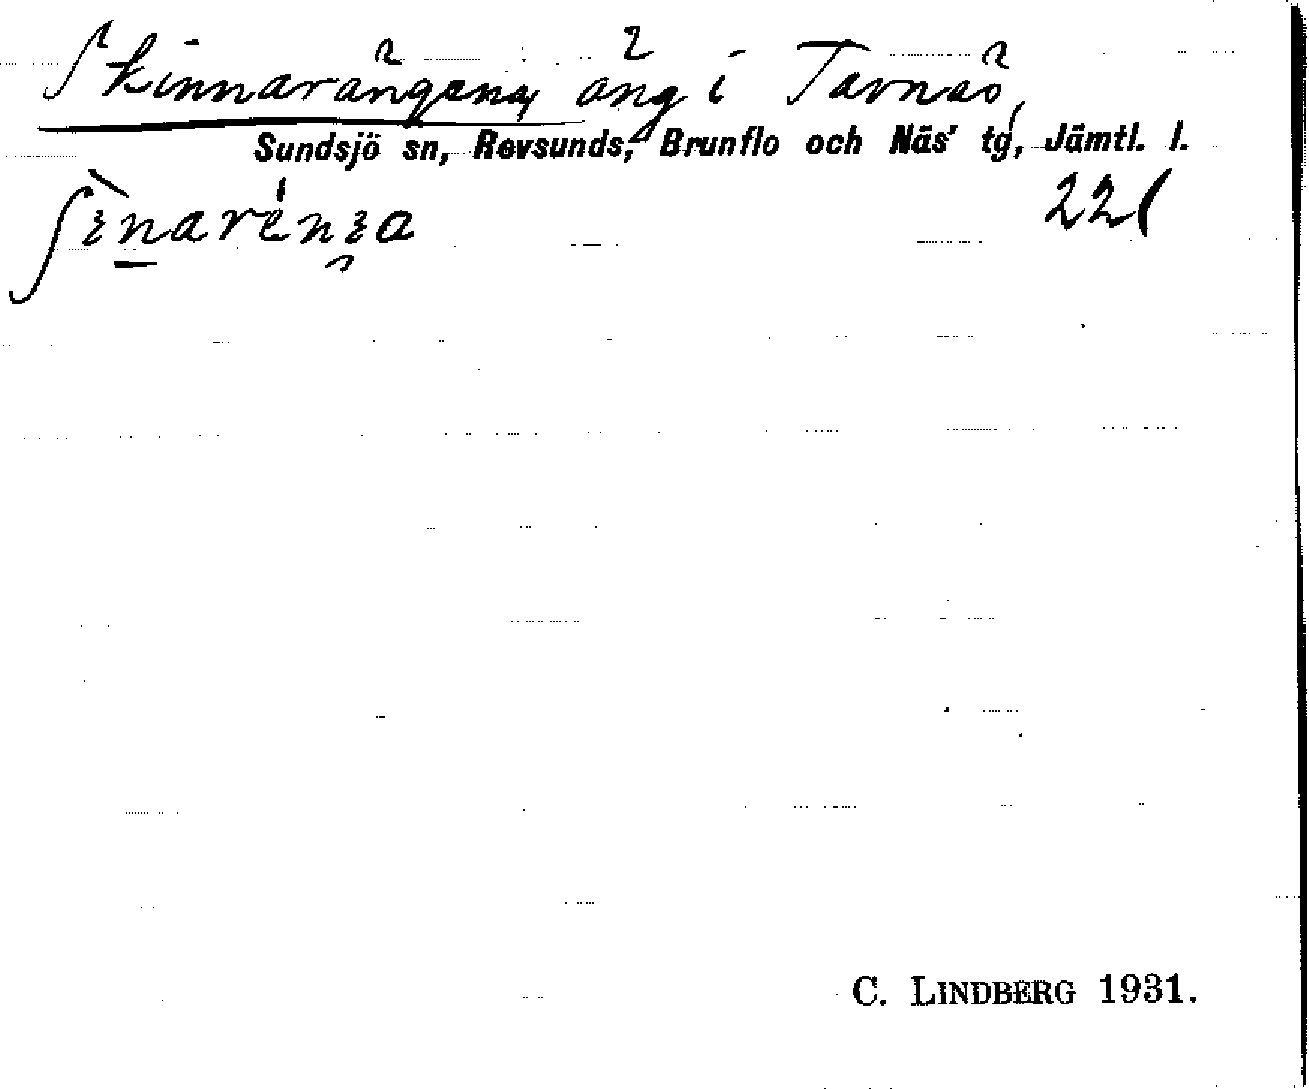 Skinnarängena, äng i Tavnäs,
Sundsjö sn, Revsunds, Brunflo och Näs' tg, Jämtl. l.
221
C. LINDBERG 1931.